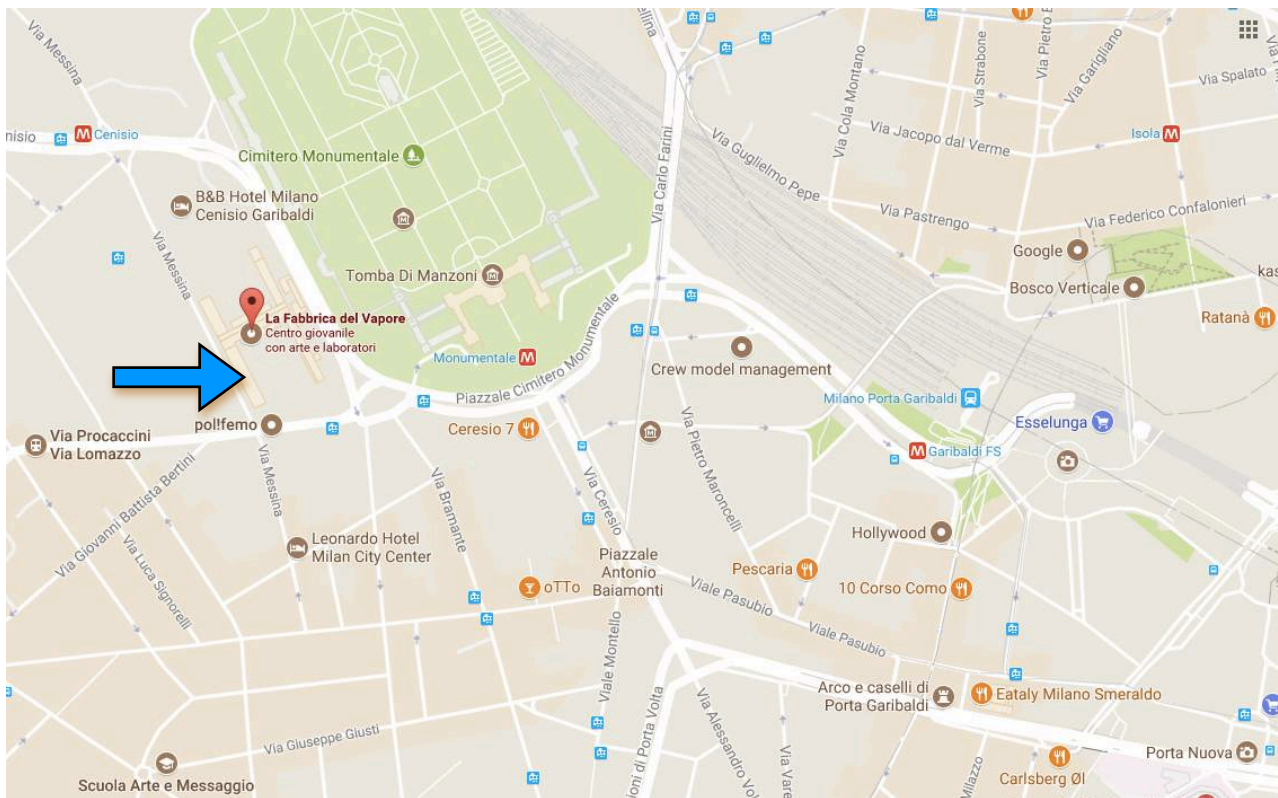 Via Messina
Via Cola Montano
Via Strabone
Via Garigliano
Via Spalato
Cenisio
Via Jacopo dal Verme
Isola
Cimitero Monumentale
Via Guglielmo Pepe
Via Carlo Farini
B&B Hotel Milano
Cenisio Garibaldi
Via Pastrengo
Via Federico Confalonieri
Via Messina
Google
Tomba Di Manzoni
Bosco Verticale
La Fabbrica del Vapore
Centro giovanile
con arte e laboratori
Ratanà
Monumentale
Piazzale Cimitero Monumentale
Crew model management
Milano Porta Garibaldi
Esselunga
pol!femo
Ceresio 7
Via Procaccini
Via Lomazzo
Garibaldi FS
Via Giovanni Battista Bertini
Via Messina
Via Bramante
Via Ceresio
Via Pietro Maroncelli
Leonardo Hotel
Milan City Center
Hollywood
Via Luca Signorelli
Piazzale
Antonio
Baiamonti
oTTo
Pescaria
10 Corso Como
Viale Pasubio
Viale Pasubio
Viale Montello
Arco e caselli di
Porta Garibaldi
Eataly Milano Smeraldo
Via Giuseppe Giusti
Porta Nuova
Scuola Arte e Messaggio
Carlsberg Øl